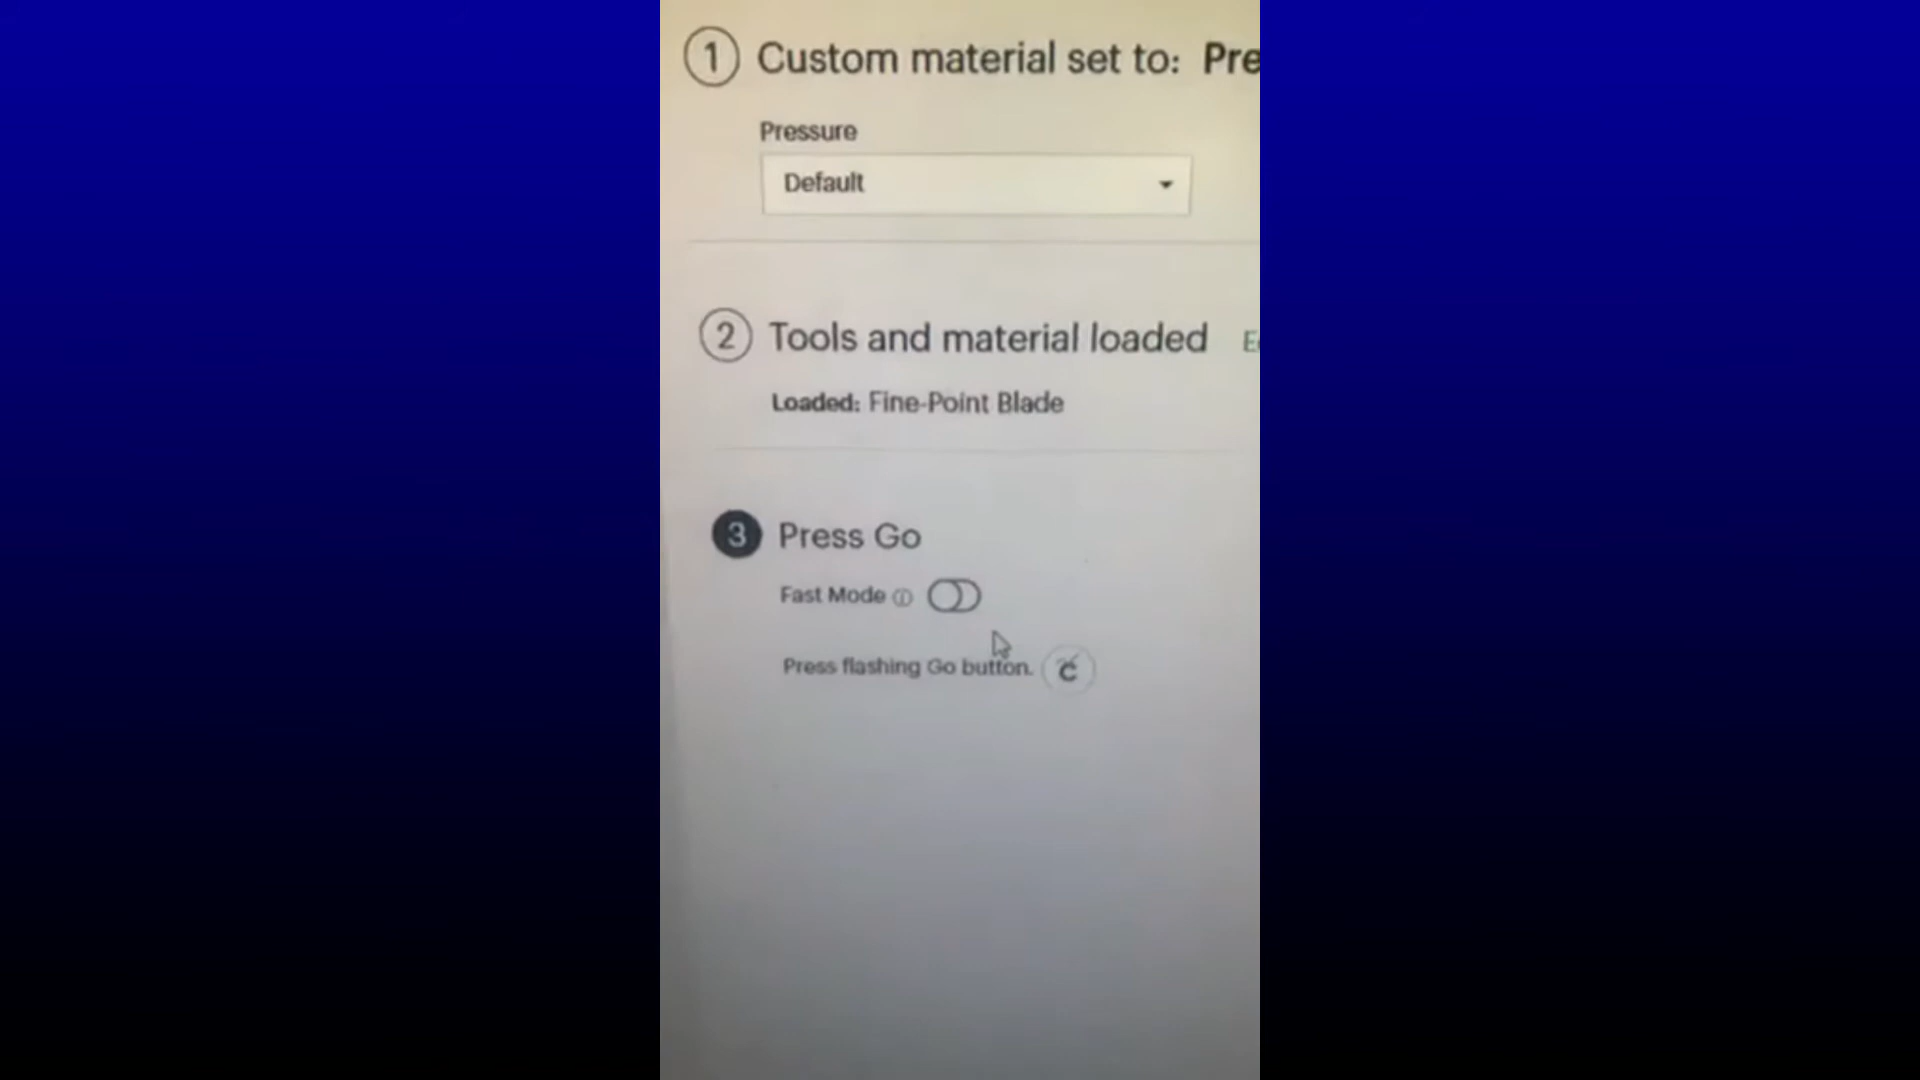 1 Custom material set to: Pre
Pressure
Default
2 Tools and material loaded
Loaded: Fine-Point Blade
3 Press Go
Fast Mode
Press flashing Go button.